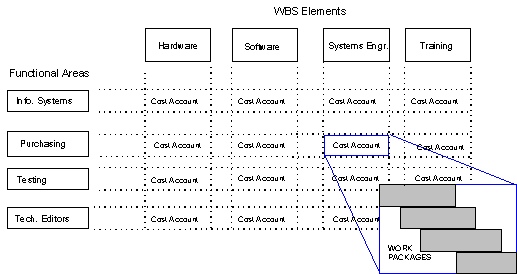 WBS Elements
Hardware Software Systems Engr. Training
Functional Areas
Info. Systems Cost Account Cost Account Cost Account Cost Account
Purchasing Cost Account Cost Account Cost Account Cost Account
Testing Cost Account Cost Account Cost Account Cost Account
Tech. Editors Cost Account Cost Account Cost Account
WORK
PACKAGES